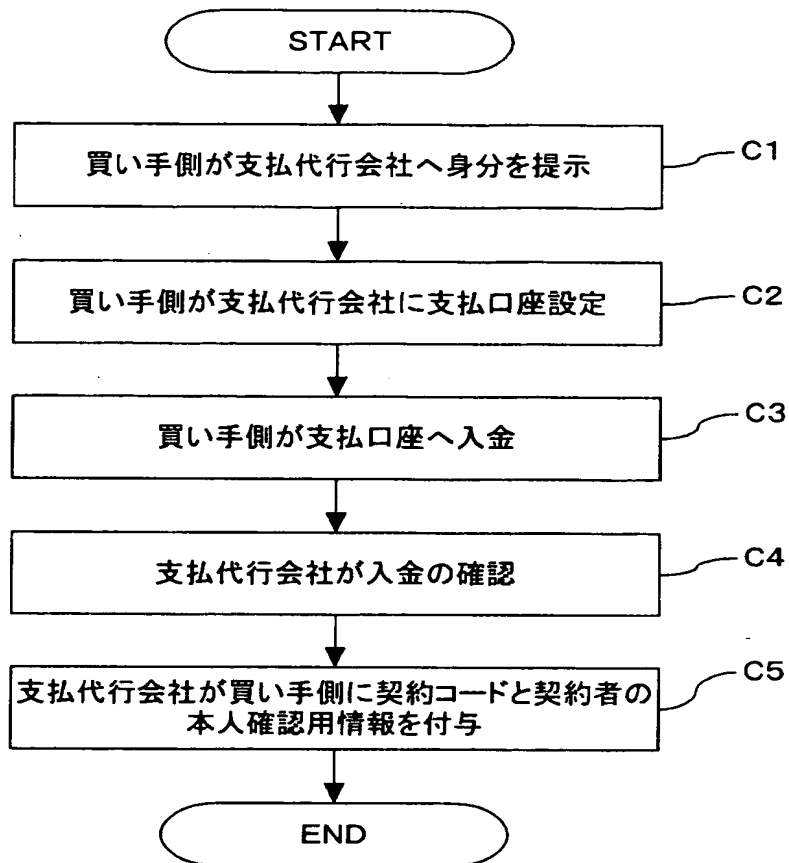 START
買い手側が支払代行会社へ身分を提示
C1
買い手側が支払代行会社に支払口座設定
C2
買い手側が支払口座へ入金
C3
支払代行会社が入金の確認
C4
支払代行会社が買い手側に契約コードと契約者の
本人確認用情報を付与
C5
END